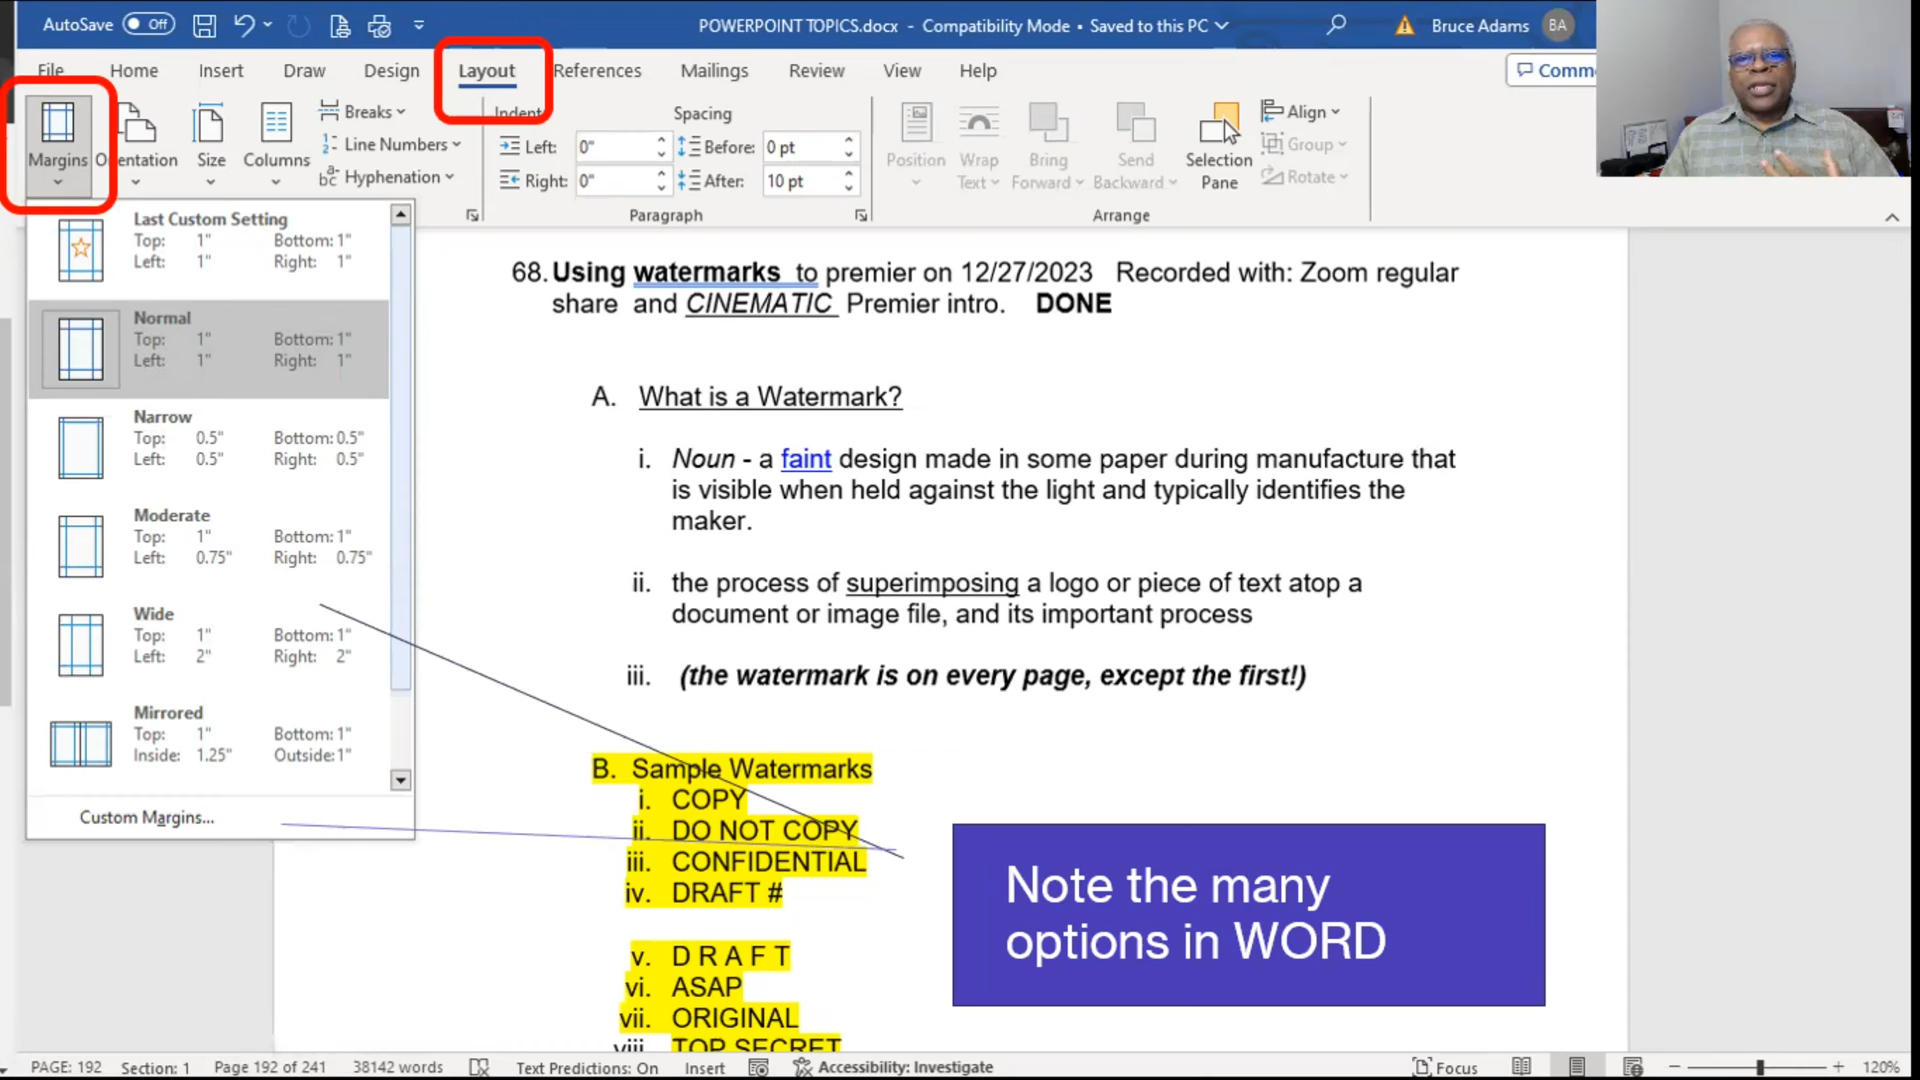 AutoSave Off POWERPOINT TOPICS.docx - Compatibility Mode • Saved to this PC Bruce Adams BA
File Home Insert Draw Design Layout References Mailings Review View Help
Margins
Size
Columns
Breaks
Line Numbers
Hyphenation
Left: 0"
Right: 0"
Spacing
Before: 0 pt
After: 10 pt
Paragraph
Position
Wrap Text
Bring Forward
Send Backward
Selection Pane
Align
Group
Rotate
Arrange
Last Custom Setting
Top: 1" Bottom: 1"
Left: 1" Right: 1"
Normal
Top: 1" Bottom: 1"
Left: 1" Right: 1"
Narrow
Top: 0.5" Bottom: 0.5"
Left: 0.5" Right: 0.5"
Moderate
Top: 1" Bottom: 1"
Left: 0.75" Right: 0.75"
Wide
Top: 1" Bottom: 1"
Left: 2" Right: 2"
Mirrored
Top: 1" Bottom: 1"
Inside: 1.25" Outside: 1"
Custom Margins...
68. Using watermarks to premier on 12/27/2023 Recorded with: Zoom regular
share and CINEMATIC Premier intro. DONE
A. What is a Watermark?
i. Noun - a faint design made in some paper during manufacture that
is visible when held against the light and typically identifies the
maker.
ii. the process of superimposing a logo or piece of text atop a
document or image file, and its important process
iii. (the watermark is on every page, except the first!)
B. Sample Watermarks
i. COPY
ii. DO NOT COPY
iii. CONFIDENTIAL
iv. DRAFT #
v. D R A F T
vi. ASAP
vii. ORIGINAL
viii. TOP SECRET
Note the many
options in WORD
PAGE: 192 Section: 1 Page 192 of 241 38142 words Text Predictions: On Insert Accessibility: Investigate Focus 120%